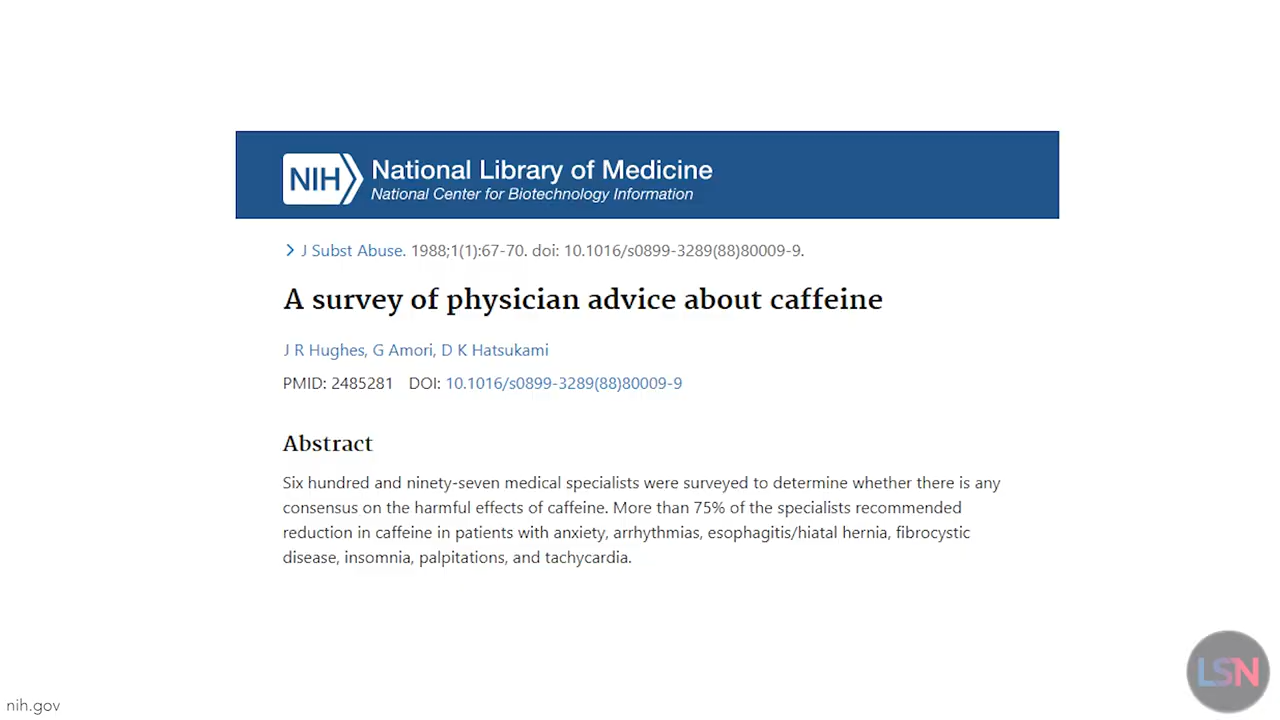 NIH National Library of Medicine
National Center for Biotechnology Information
J Subst Abuse. 1988;1(1):67-70. doi: 10.1016/s0899-3289(88)80009-9.
A survey of physician advice about caffeine
J R Hughes, G Amori, D K Hatsukami
PMID: 2485281 DOI: 10.1016/s0899-3289(88)80009-9
Abstract
Six hundred and ninety-seven medical specialists were surveyed to determine whether there is any
consensus on the harmful effects of caffeine. More than 75% of the specialists recommended
reduction in caffeine in patients with anxiety, arrhythmias, esophagitis/hiatal hernia, fibrocystic
disease, insomnia, palpitations, and tachycardia.
LSN
nih.gov